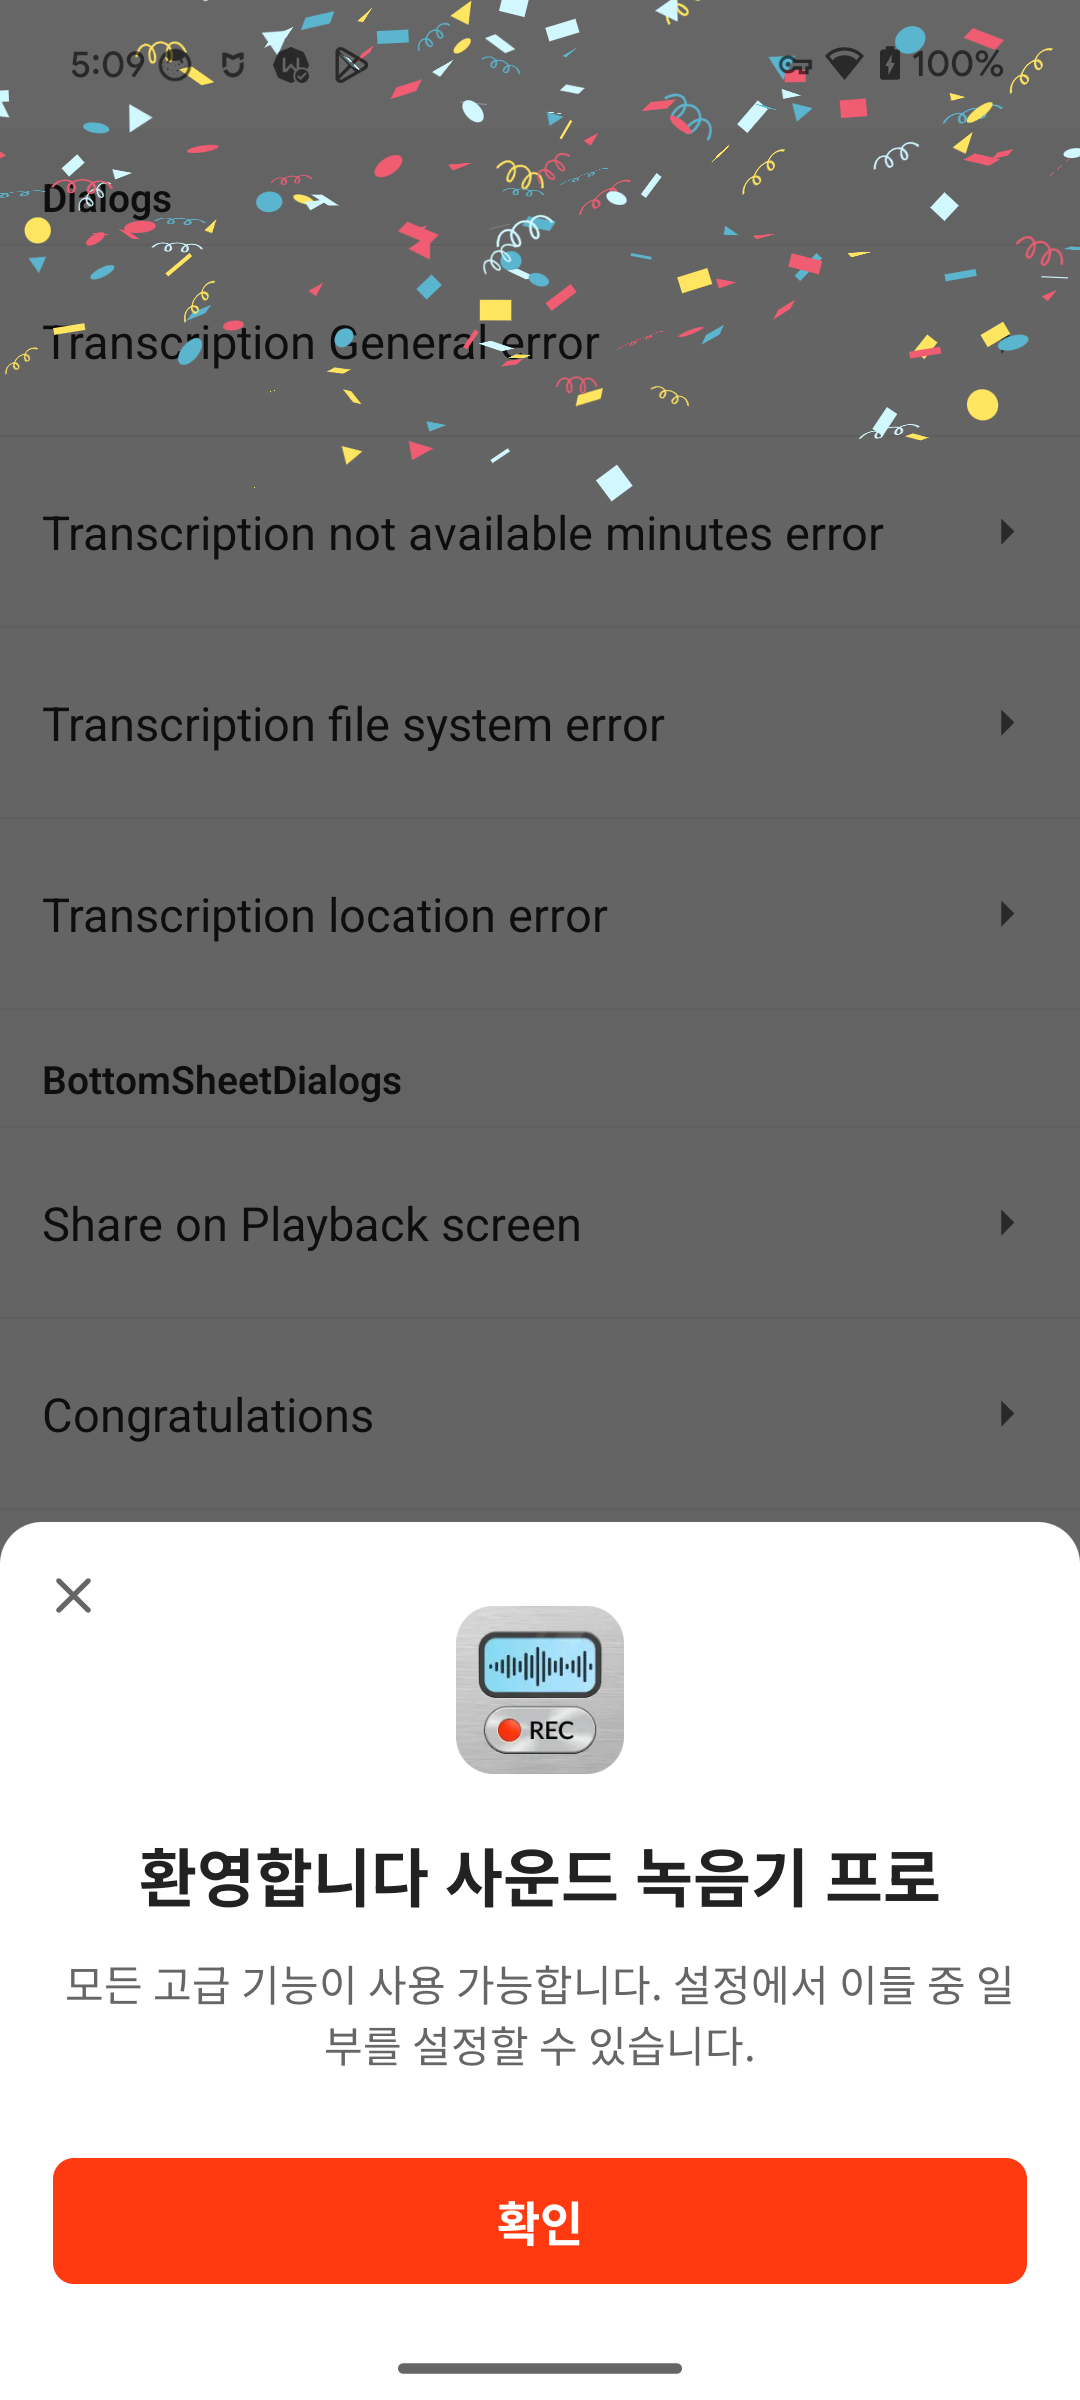 5:09
100%
Dialogs
Transcription General error
Transcription not available minutes error
Transcription file system error
Transcription location error
BottomSheetDialogs
Share on Playback screen
Congratulations
REC
환영합니다 사운드 녹음기 프로
모든 고급 기능이 사용 가능합니다. 설정에서 이들 중 일
부를 설정할 수 있습니다.
확인